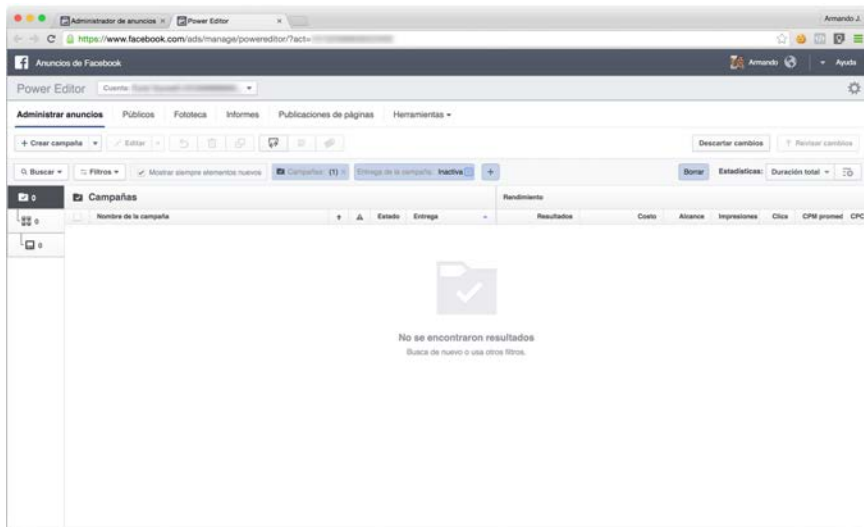 Administrador de anuncios
Power Editor
Armando J.
https://www.facebook.com/ads/manage/powereditor/?act=
Anuncios de Facebook
Armando
Ayuda
Power Editor
Cuenta:
Administrar anuncios Públicos Fototeca Informes Publicaciones de páginas Herramientas
+ Crear campaña Editar Descartar cambios Revisar cambios
Buscar Filtros Mostrar siempre elementos nuevos Campañas: (1) Entrega de la campaña: Inactiva + Borrar Estadísticas: Duración total
0 Campañas Rendimiento
0 Nombre de la campaña Estado Entrega Resultados Costo Alcance Impresiones Clics CPM promed CPC
0
No se encontraron resultados
Busca de nuevo o usa otros filtros.